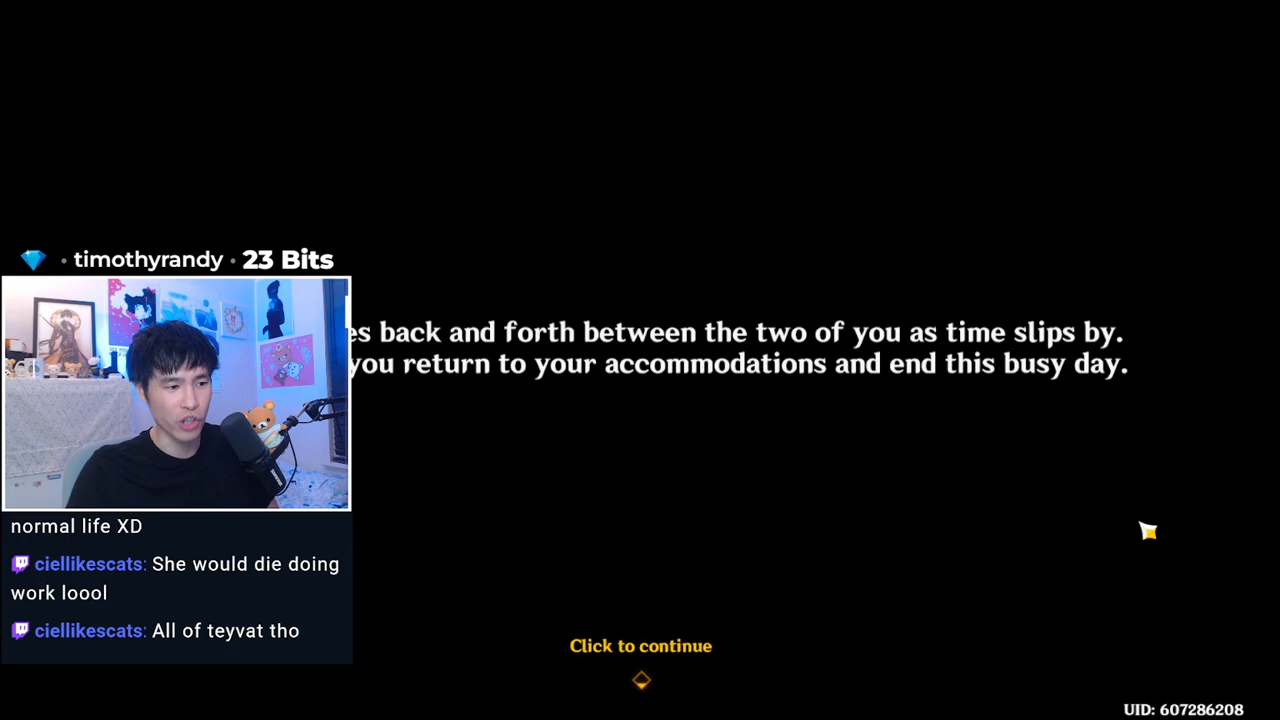 timothyrandy • 23 Bits
es back and forth between the two of you as time slips by.
you return to your accommodations and end this busy day.
normal life XD
ciellikescats: She would die doing
work loool
ciellikescats: All of teyvat tho
Click to continue
UID: 607286208